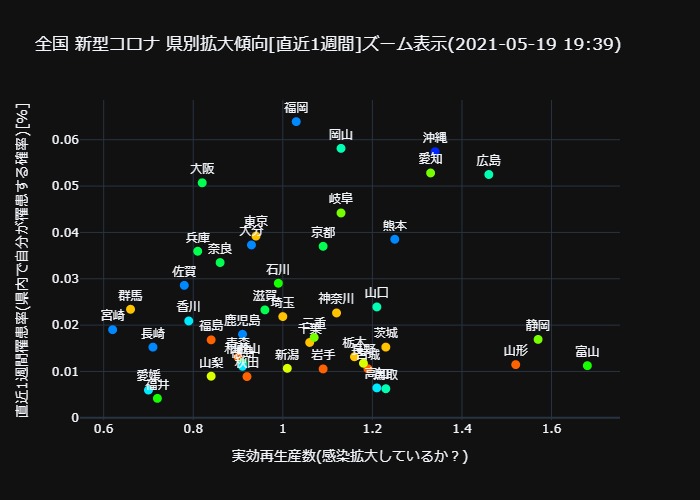 全国 新型コロナ 県別拡大傾向[直近1週間]ズーム表示(2021-05-19 19:39)
直近1週間罹患率(県内で自分が罹患する確率)[%]
0.06
0.05
0.04
0.03
0.02
0.01
0
福岡
岡山
沖縄
愛知
広島
大阪
岐阜
東京
大分
熊本
兵庫
奈良
京都
佐賀
石川
群馬
香川
滋賀
埼玉
神奈川
山口
宮崎
長崎
福島
鹿児島
千葉
三重
栃木
茨城
静岡
山梨
秋田
新潟
岩手
宮城
山形
富山
愛媛
福井
鳥取
0.6
0.8
1
1.2
1.4
1.6
実効再生産数(感染拡大しているか？)